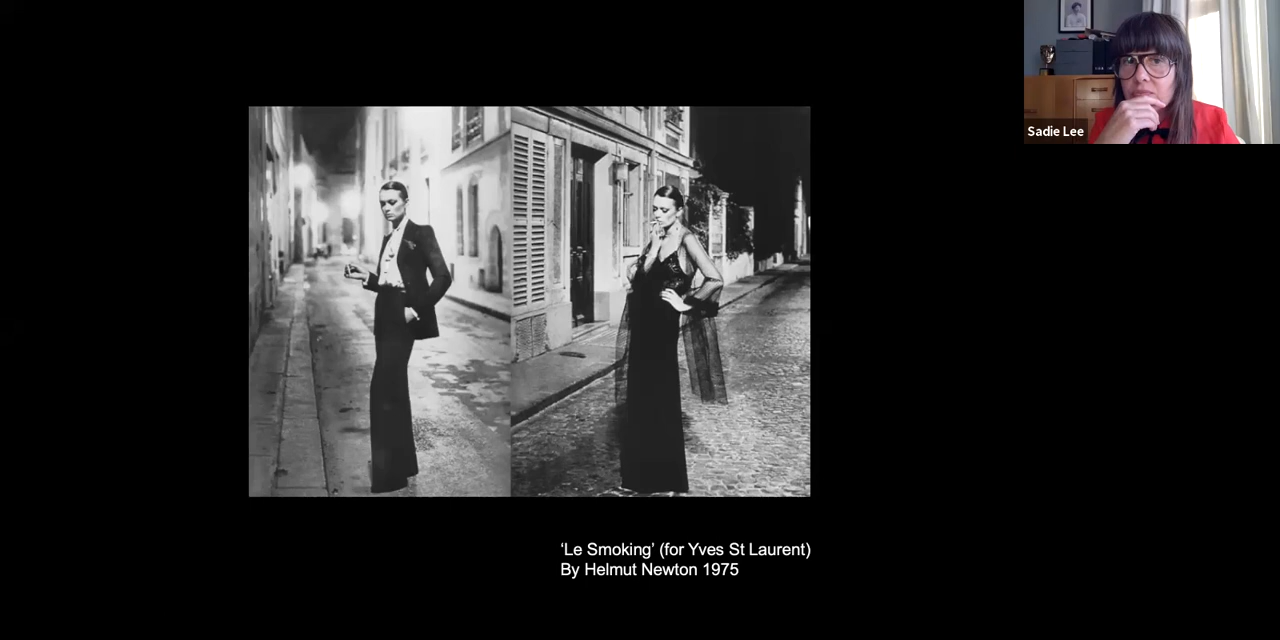 Sadie Lee
‘Le Smoking’ (for Yves St Laurent)
By Helmut Newton 1975